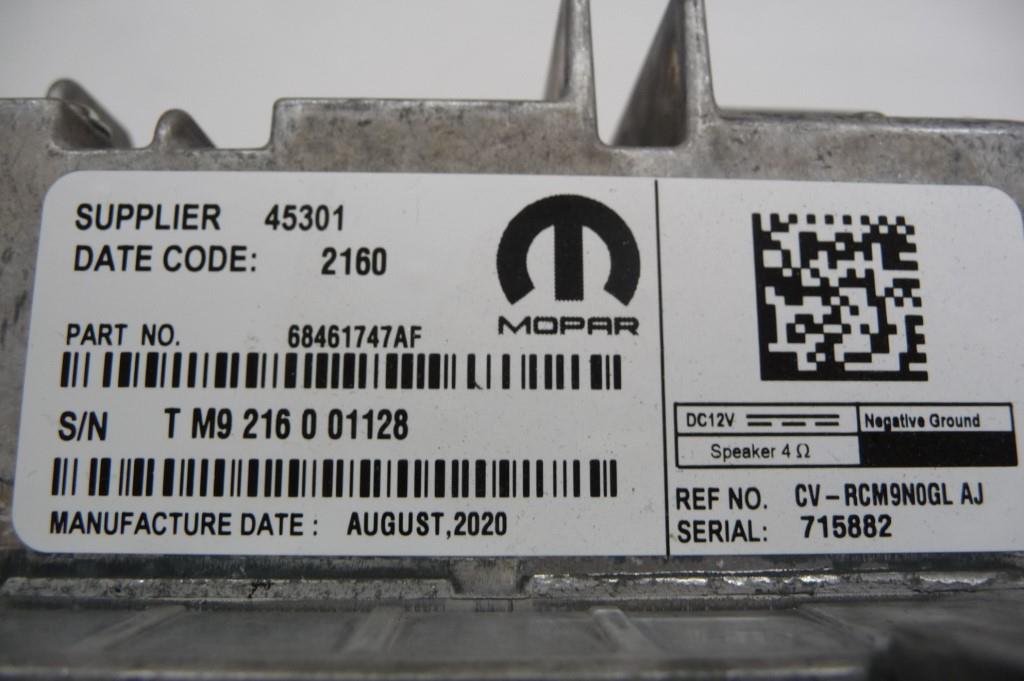 SUPPLIER 45301
DATE CODE: 2160
MOPAR
PART NO. 68461747AF
S/N T M9 216 0 01128
MANUFACTURE DATE : AUGUST,2020
DC12V Negative Ground
Speaker 4 Ω
REF NO. CV-RCM9N0GL AJ
SERIAL: 715882